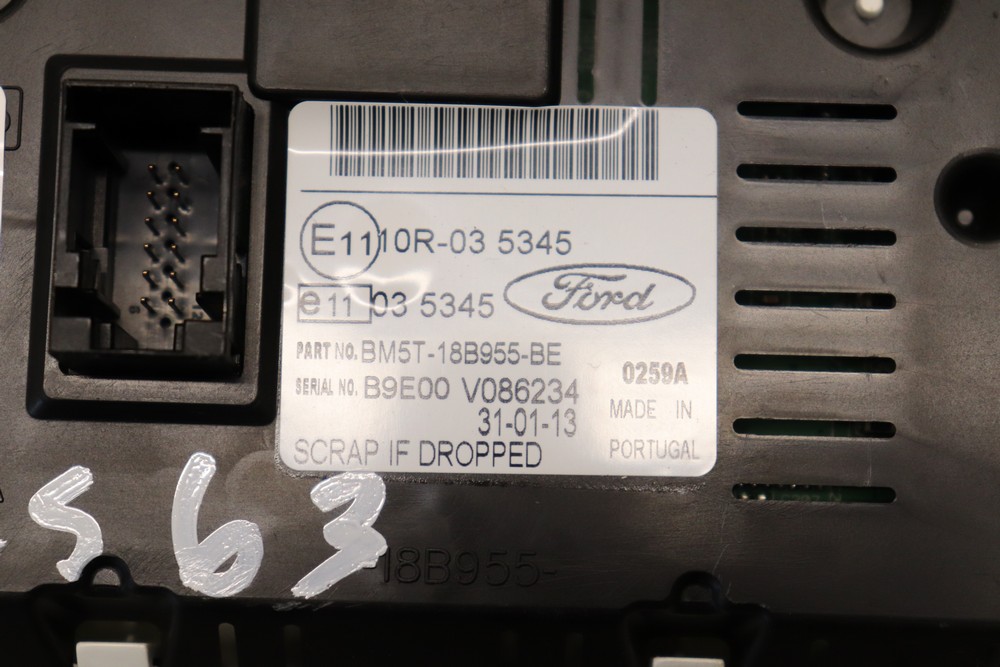 E11 10R-03 5345
e11 03 5345
Ford
PART NO. BM5T-18B955-BE
SERIAL NO. B9E00 V086234
0259A
31-01-13
MADE IN
PORTUGAL
SCRAP IF DROPPED
563
18B955-